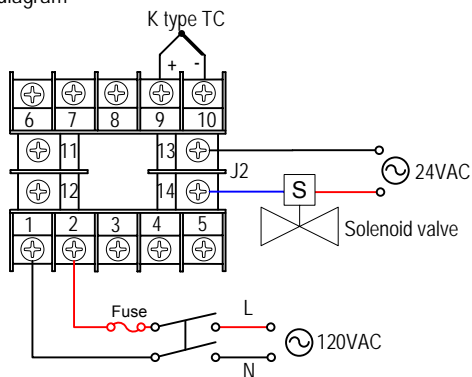 diagram
K type TC
+ -
6 7 8 9 10
11 13
J2
24VAC
12 14
S
1 2 3 4 5
Solenoid valve
Fuse L
120VAC
N